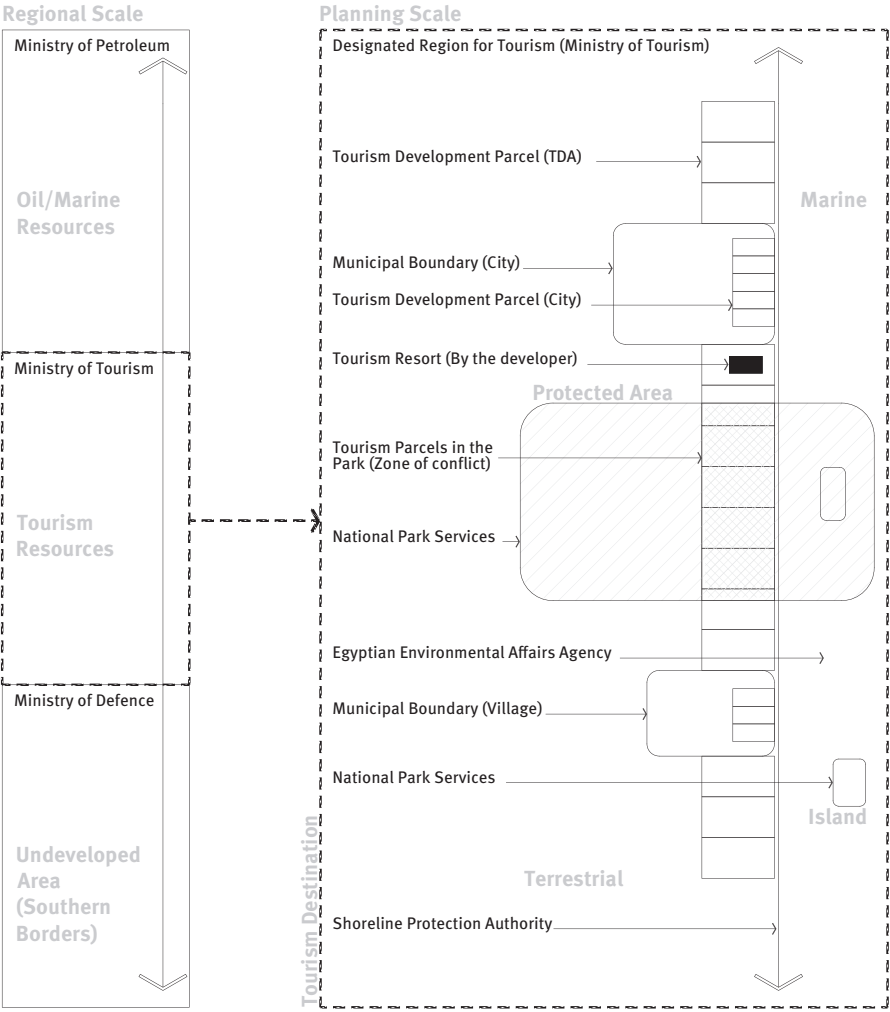 Regional Scale
Ministry of Petroleum
Oil/Marine
Resources
Ministry of Tourism
Tourism
Resources
Ministry of Defence
Undeveloped
Area
(Southern
Borders)
Planning Scale
Designated Region for Tourism (Ministry of Tourism)
Tourism Development Parcel (TDA)
Marine
Municipal Boundary (City)
Tourism Development Parcel (City)
Tourism Resort (By the developer)
Protected Area
Tourism Parcels in the
Park (Zone of conflict)
National Park Services
Egyptian Environmental Affairs Agency
Municipal Boundary (Village)
National Park Services
Island
Terrestrial
Shoreline Protection Authority
Tourism Destination